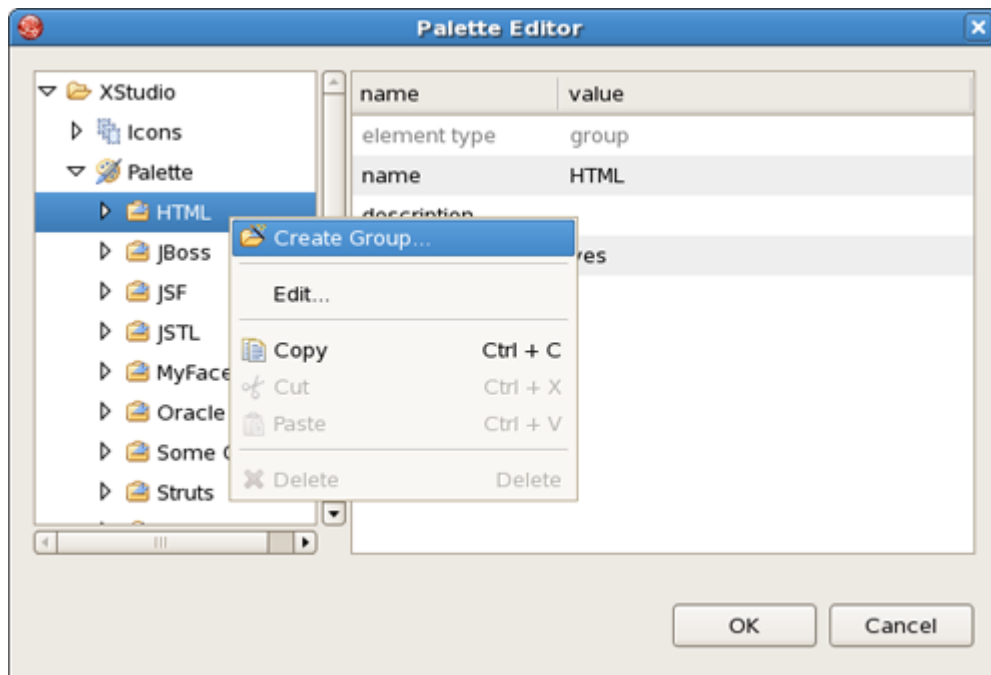 Palette Editor
XStudio
Icons
Palette
HTML
JBoss
JSF
JSTL
MyFace
Oracle
Some
Struts
name value
element type group
name HTML
description
yes
Create Group...
Edit...
Copy Ctrl + C
Cut Ctrl + X
Paste Ctrl + V
Delete Delete
OK Cancel